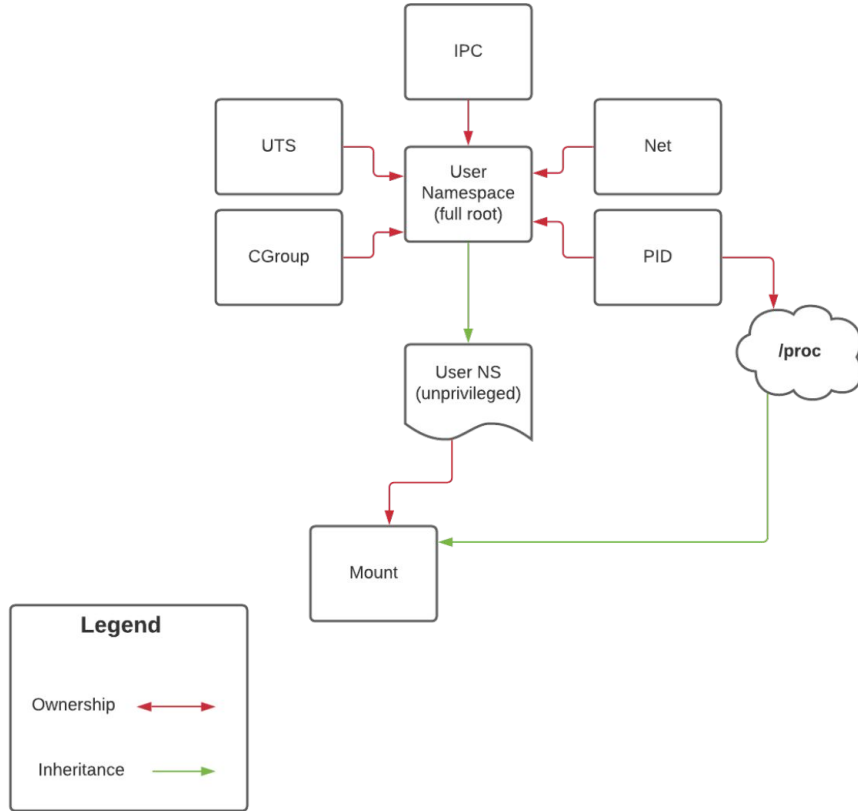 IPC
UTS
User
Namespace
(full root)
Net
CGroup
PID
/proc
User NS
(unprivileged)
Mount
Legend
Ownership
Inheritance